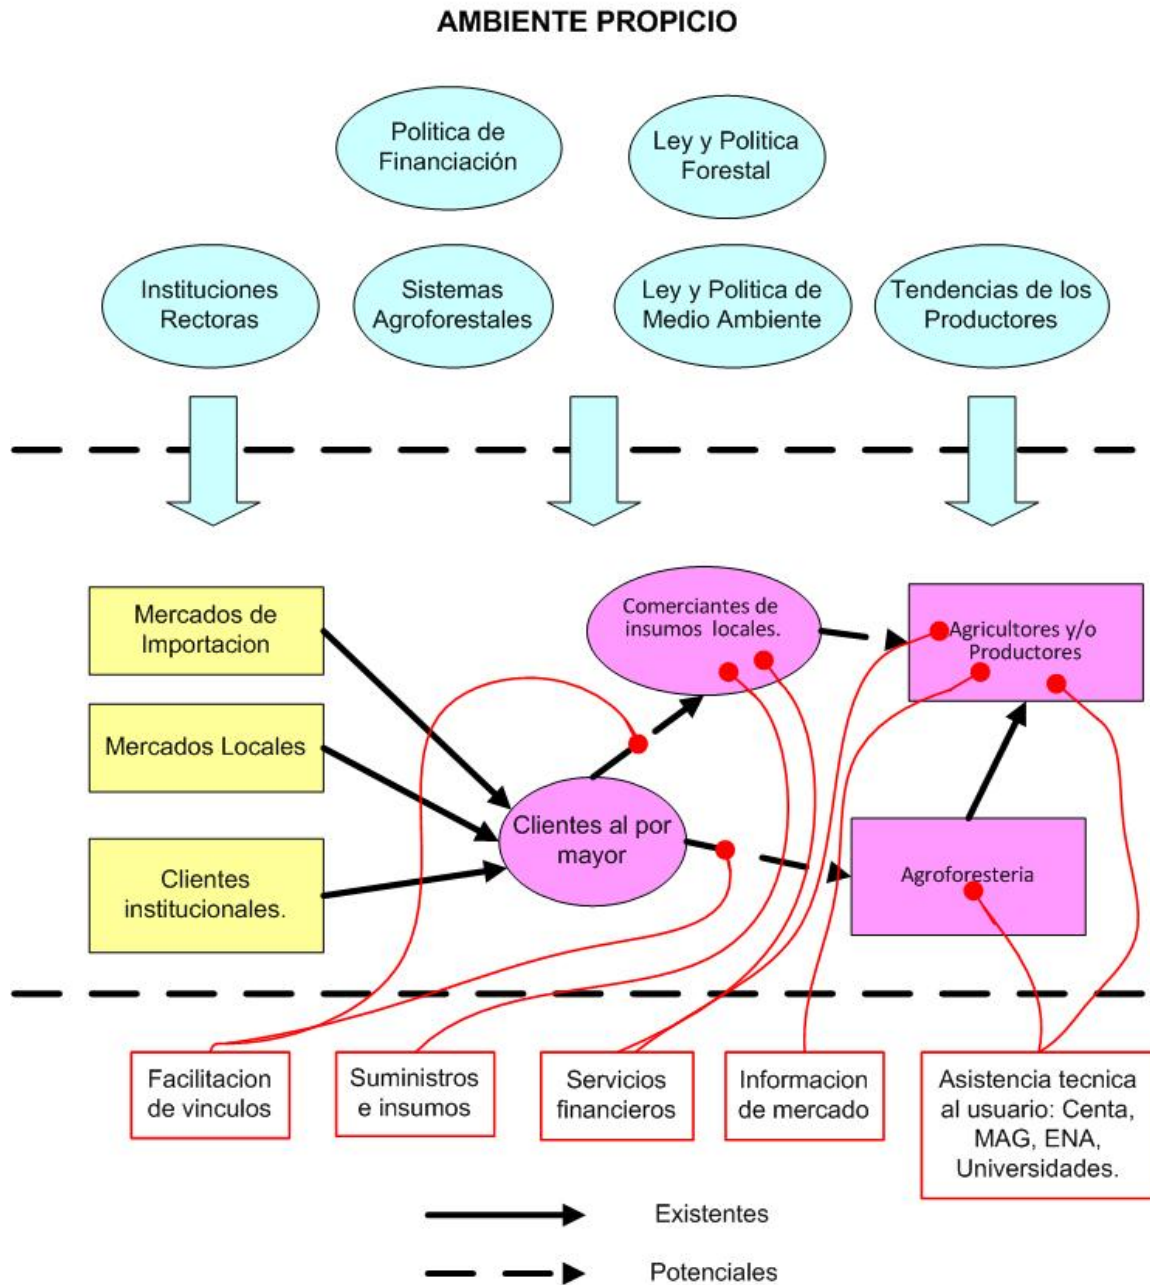 AMBIENTE PROPICIO
Politica de
Financiación
Ley y Politica
Forestal
Instituciones
Rectoras
Sistemas
Agroforestales
Ley y Politica de
Medio Ambiente
Tendencias de los
Productores
Mercados de
Importacion
Comerciantes de
insumos locales.
Agricultores y/o
Productores
Mercados Locales
Clientes al por
mayor
Clientes
institucionales.
Agroforesteria
Facilitacion
de vinculos
Suministros
e insumos
Servicios
financieros
Informacion
de mercado
Asistencia tecnica
al usuario: Centa,
MAG, ENA,
Universidades.
Existentes
Potenciales